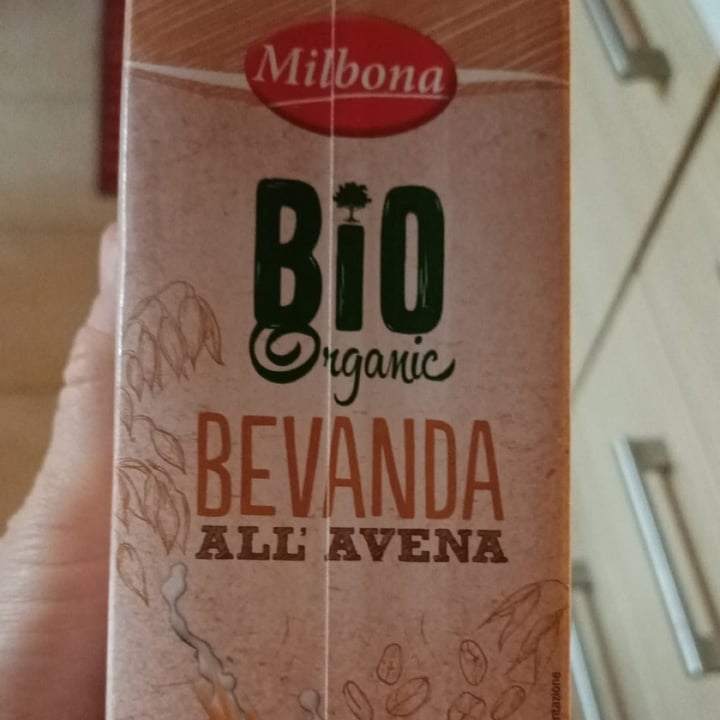 Milbona
BiO
Organic
BEVANDA
ALL' AVENA